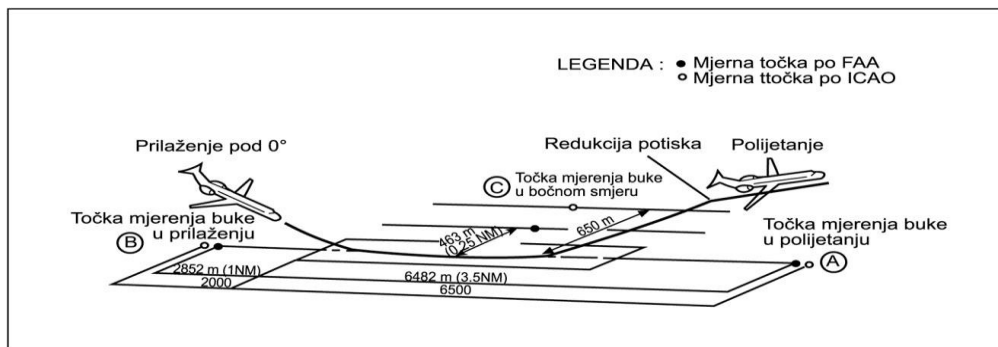 LEGENDA : ● Mjerna točka po FAA
○ Mjerna ttočka po ICAO
Prilaženje pod 0°
Redukcija potiska
Polijetanje
C Točka mjerenja buke
u bočnom smjeru
Točka mjerenja buke
u prilaženju
B
463 m
(0.25 NM)
650 m
Točka mjerenja buke
u polijetanju
A
2852 m (1NM)
2000
6482 m (3.5NM)
6500